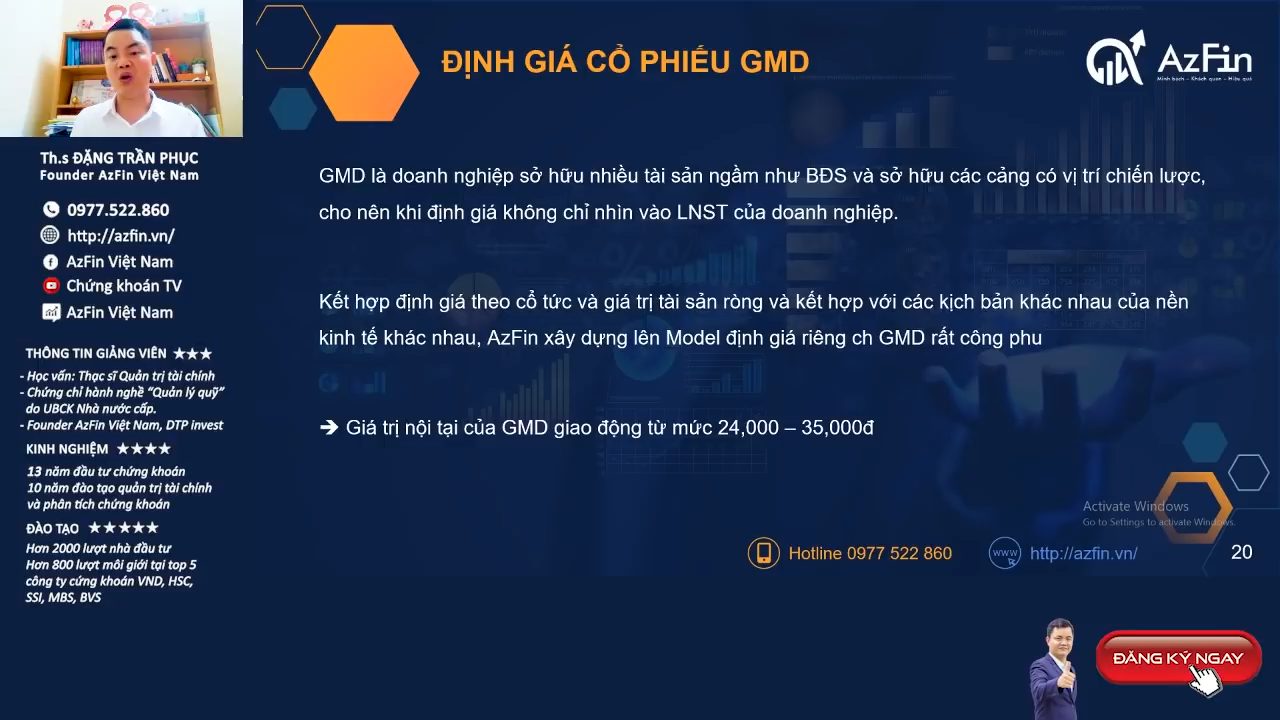 ĐỊNH GIÁ CỔ PHIẾU GMD
AzFin
Minh bạch - Khách quan - Hiệu quả
Th.s ĐẶNG TRẦN PHỤC
Founder AzFin Việt Nam
0977.522.860
http://azfin.vn/
AzFin Việt Nam
Chứng khoán TV
AzFin Việt Nam
THÔNG TIN GIẢNG VIÊN ★★★
- Học vấn: Thạc sĩ Quản trị tài chính
- Chứng chỉ hành nghề “Quản lý quỹ”
do UBCK Nhà nước cấp.
- Founder AzFin Việt Nam, DTP invest
KINH NGHIỆM ★★★★
13 năm đầu tư chứng khoán
10 năm đào tạo quản trị tài chính
và phân tích chứng khoán
ĐÀO TẠO ★★★★★
Hơn 2000 lượt nhà đầu tư
Hơn 800 lượt môi giới tại top 5
công ty cứng khoán VND, HSC,
SSI, MBS, BVS
GMD là doanh nghiệp sở hữu nhiều tài sản ngầm như BĐS và sở hữu các cảng có vị trí chiến lược,
cho nên khi định giá không chỉ nhìn vào LNST của doanh nghiệp.
Kết hợp định giá theo cổ tức và giá trị tài sản ròng và kết hợp với các kịch bản khác nhau của nền
kinh tế khác nhau, AzFin xây dựng lên Model định giá riêng ch GMD rất công phu
➔ Giá trị nội tại của GMD giao động từ mức 24,000 – 35,000đ
Activate Windows
Go to Settings to activate Windows.
Hotline 0977 522 860
www
http://azfin.vn/
20
ĐĂNG KÝ NGAY